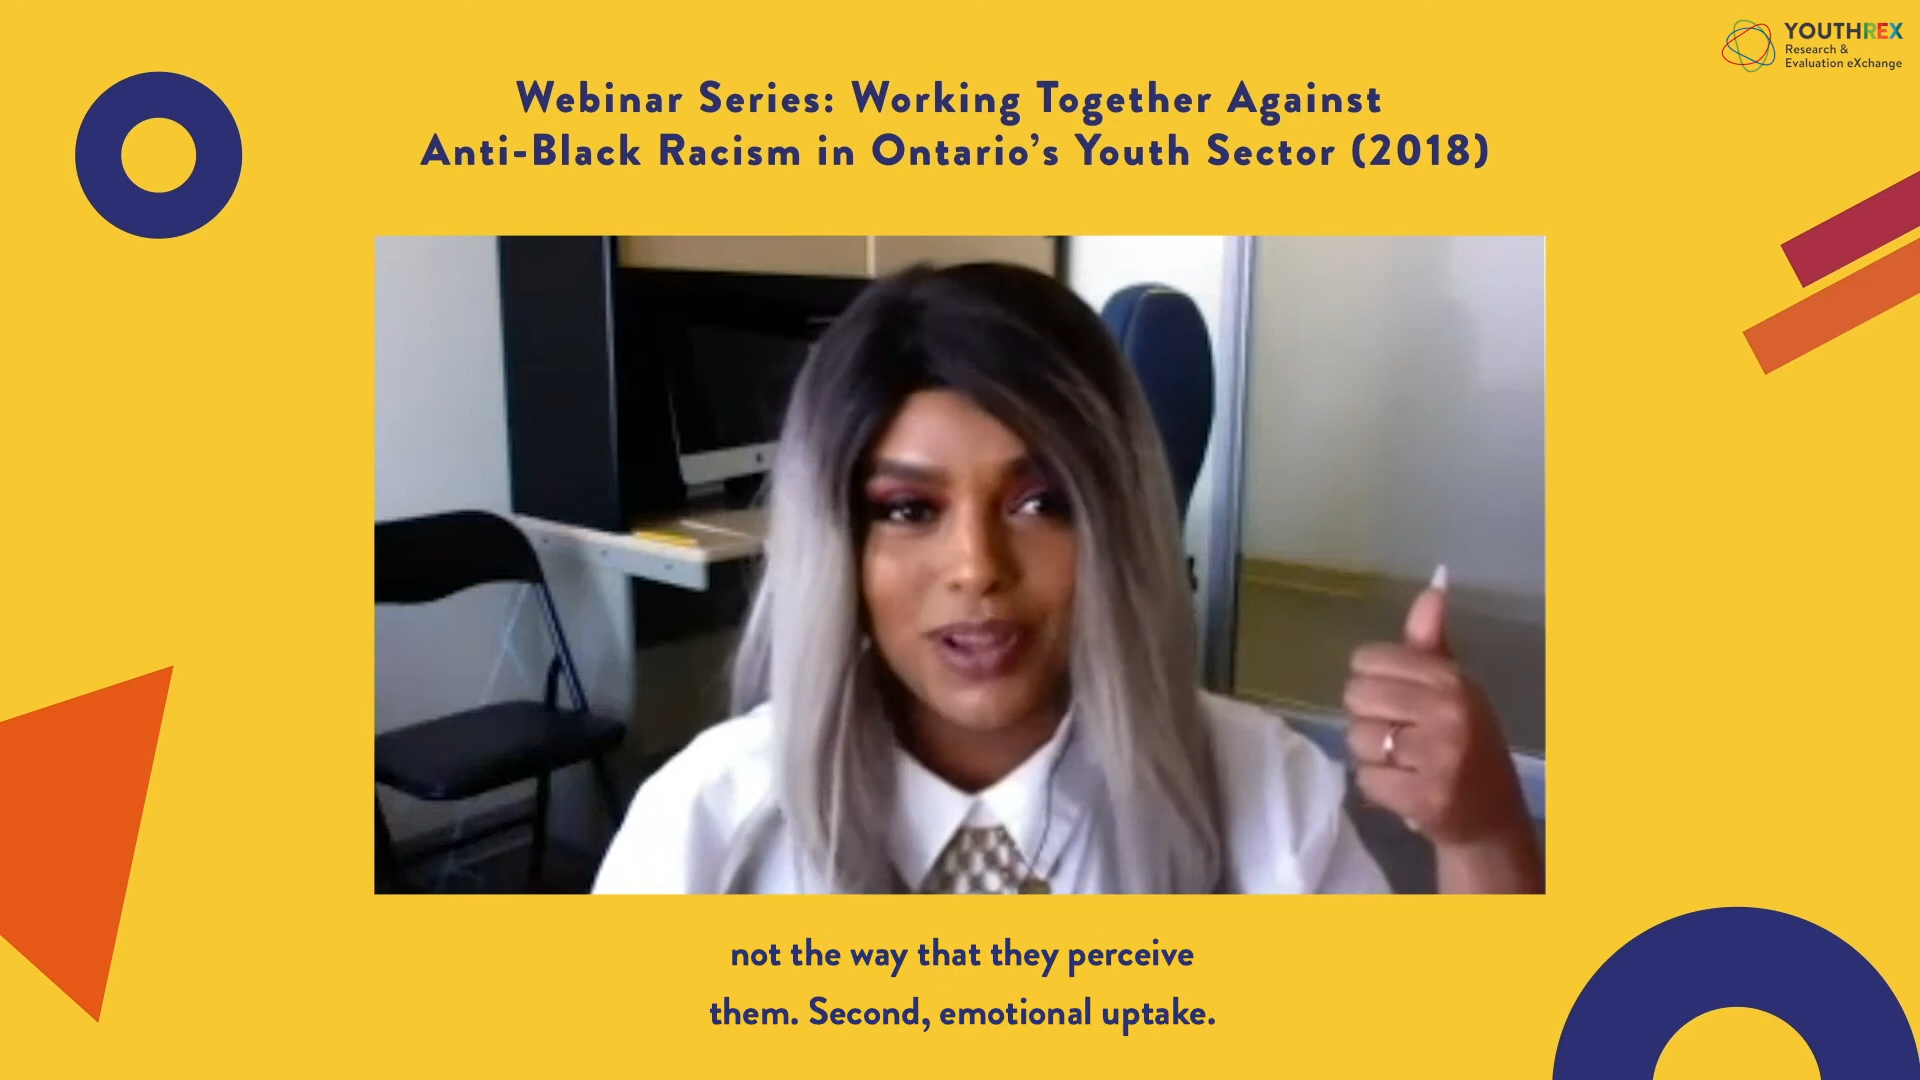 YOUTHREX
Research &
Evaluation eXchange
Webinar Series: Working Together Against
Anti-Black Racism in Ontario's Youth Sector (2018)
not the way that they perceive
them. Second, emotional uptake.